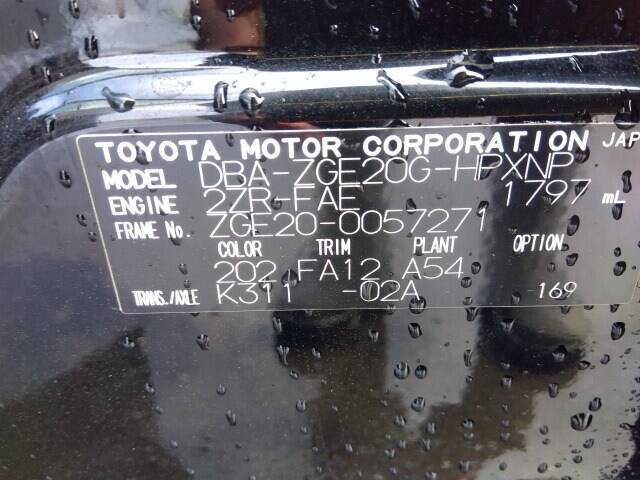 TOYOTA MOTOR CORPORATION JAP
MODEL DBA-ZGE20G-HPXNP
ENGINE 2ZR-FAE 1797 mL
FRAME No. ZGE20-0057271
COLOR TRIM PLANT OPTION
202 FA12 A54
TRANS./AXLE K311 -02A 169